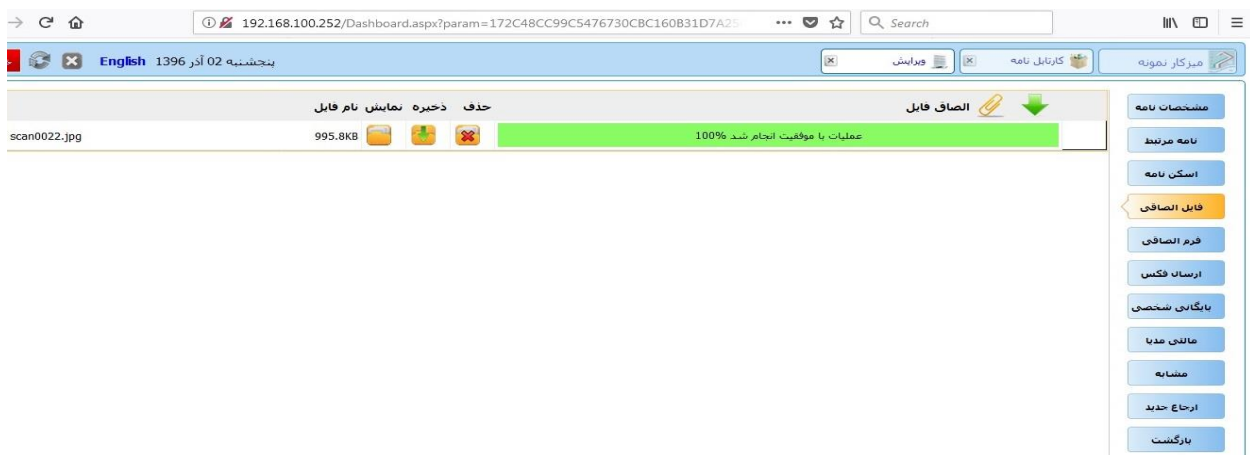 192.168.100.252/Dashboard.aspx?param=172C48CC99C5476730CBC160B31D7A25
Search
میزکار نمونه
کارتابل نامه
ویرایش
پنجشنبه 02 آذر 1396
English
الصاق فایل
حذف ذخیره نمایش نام فایل
عملیات با موفقیت انجام شد %100
995.8KB
scan0022.jpg
مشخصات نامه
نامه مرتبط
اسکن نامه
فایل الصاقی
فرم الصاقی
ارسال فکس
بایگانی شخصی
مالتی مدیا
مشابه
ارجاع جدید
بازگشت